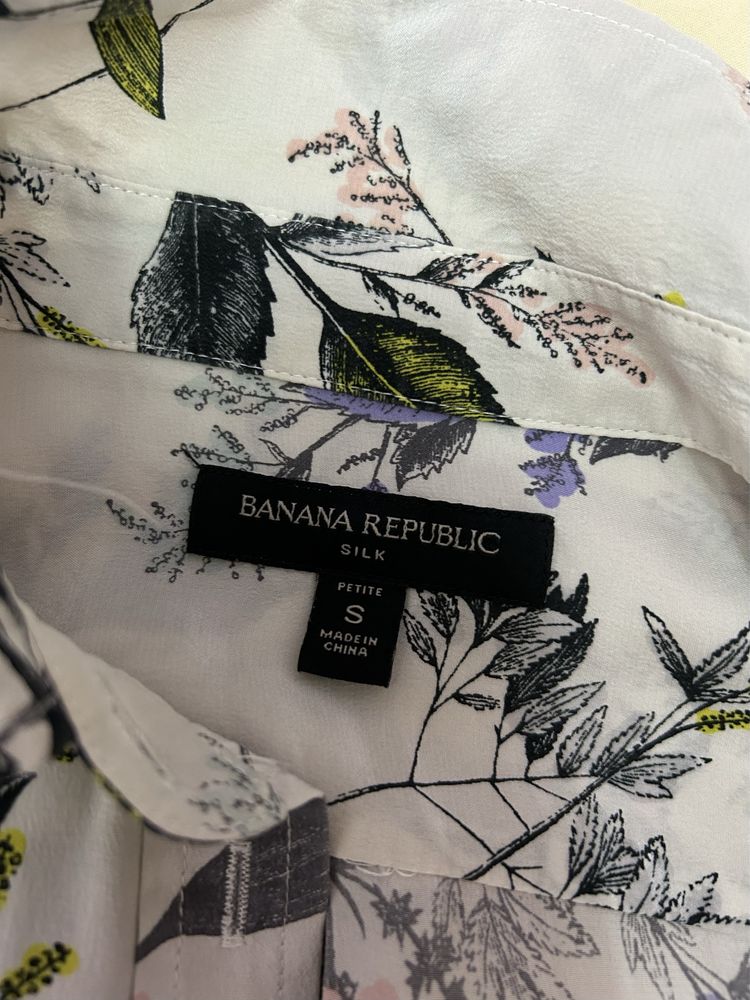 BANANA REPUBLIC
SILK
PETITE
S
MADE IN
CHINA